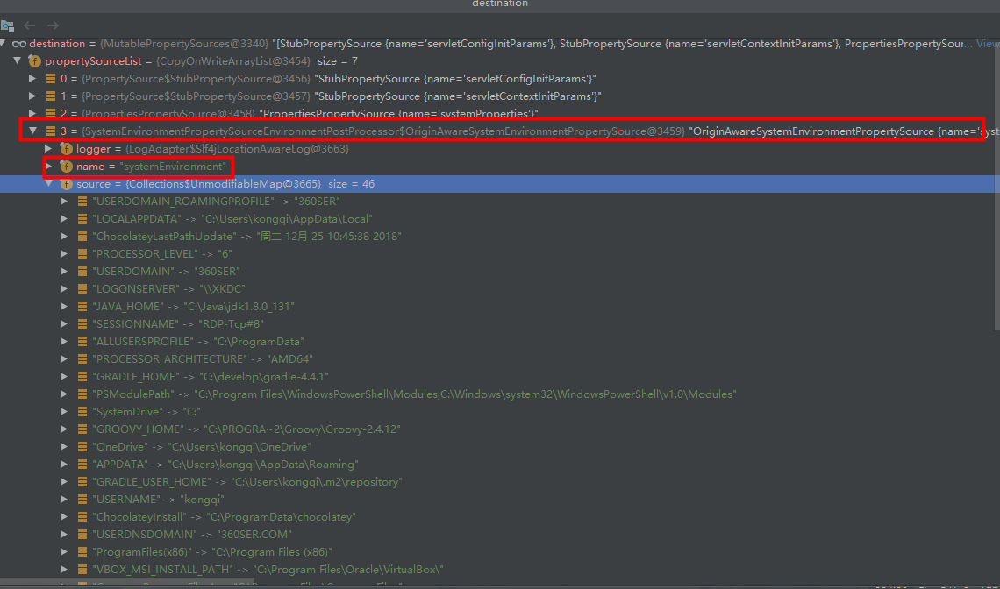 destination
destination = {MutablePropertySources@3340} "[StubPropertySource {name='servletConfigInitParams'}, StubPropertySource {name='servletContextInitParams'}, PropertiesPropertySour... View
propertySourceList = {CopyOnWriteArrayList@3454} size = 7
0 = {PropertySource$StubPropertySource@3456} "StubPropertySource {name='servletConfigInitParams'}"
1 = {PropertySource$StubPropertySource@3457} "StubPropertySource {name='servletContextInitParams'}"
2 = {PropertiesPropertySource@3458} "PropertiesPropertySource {name='systemProperties'}"
3 = {SystemEnvironmentPropertySourceEnvironmentPostProcessor$OriginAwareSystemEnvironmentPropertySource@3459} "OriginAwareSystemEnvironmentPropertySource {name='syst
logger = {LogAdapter$Slf4jLocationAwareLog@3663}
name = "systemEnvironment"
source = {Collections$UnmodifiableMap@3665} size = 46
"USERDOMAIN_ROAMINGPROFILE" -> "360SER"
"LOCALAPPDATA" -> "C:\Users\kongqi\AppData\Local"
"ChocolateyLastPathUpdate" -> "周二 12月 25 10:45:38 2018"
"PROCESSOR_LEVEL" -> "6"
"USERDOMAIN" -> "360SER"
"LOGONSERVER" -> "\\XKDC"
"JAVA_HOME" -> "C:\Java\jdk1.8.0_131"
"SESSIONNAME" -> "RDP-Tcp#8"
"ALLUSERSPROFILE" -> "C:\ProgramData"
"PROCESSOR_ARCHITECTURE" -> "AMD64"
"GRADLE_HOME" -> "C:\develop\gradle-4.4.1"
"PSModulePath" -> "C:\Program Files\WindowsPowerShell\Modules;C:\Windows\system32\WindowsPowerShell\v1.0\Modules"
"SystemDrive" -> "C:"
"GROOVY_HOME" -> "C:\PROGRA~2\Groovy\Groovy-2.4.12"
"OneDrive" -> "C:\Users\kongqi\OneDrive"
"APPDATA" -> "C:\Users\kongqi\AppData\Roaming"
"GRADLE_USER_HOME" -> "C:\Users\kongqi\.m2\repository"
"USERNAME" -> "kongqi"
"ChocolateyInstall" -> "C:\ProgramData\chocolatey"
"USERDNSDOMAIN" -> "360SER.COM"
"ProgramFiles(x86)" -> "C:\Program Files (x86)"
"VBOX_MSI_INSTALL_PATH" -> "C:\Program Files\Oracle\VirtualBox\"